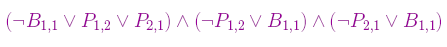 (¬B₁,₁ ∨ P₁,₂ ∨ P₂,₁) ∧ (¬P₁,₂ ∨ B₁,₁) ∧ (¬P₂,₁ ∨ B₁,₁)